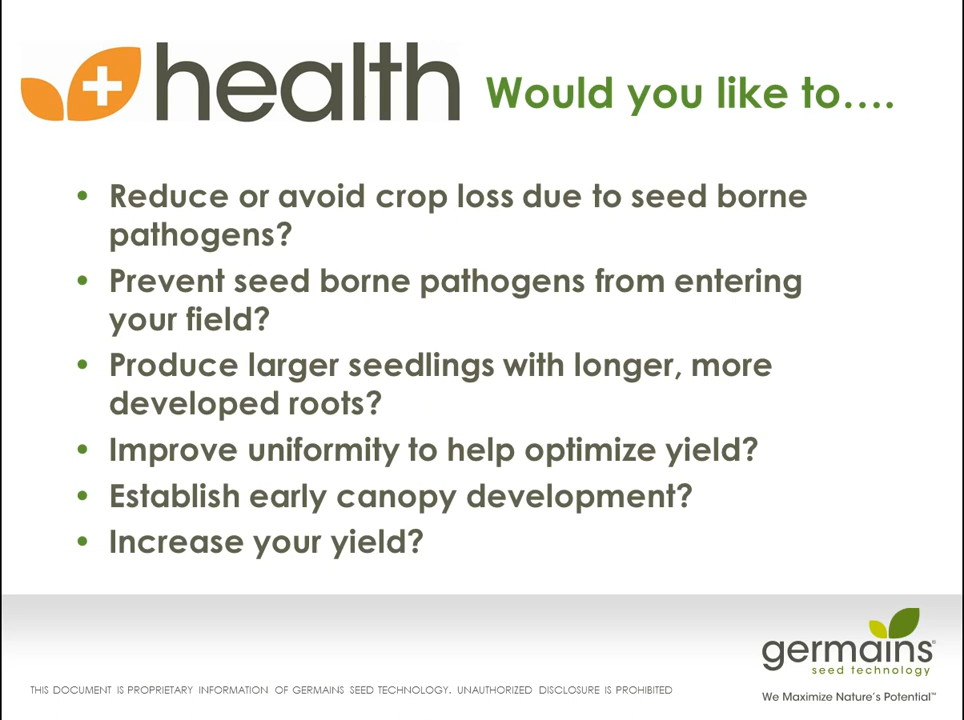 health Would you like to....
• Reduce or avoid crop loss due to seed borne
pathogens?
• Prevent seed borne pathogens from entering
your field?
• Produce larger seedlings with longer, more
developed roots?
• Improve uniformity to help optimize yield?
• Establish early canopy development?
• Increase your yield?
germains®
seed technology
We Maximize Nature's Potential™
THIS DOCUMENT IS PROPRIETARY INFORMATION OF GERMAINS SEED TECHNOLOGY. UNAUTHORIZED DISCLOSURE IS PROHIBITED